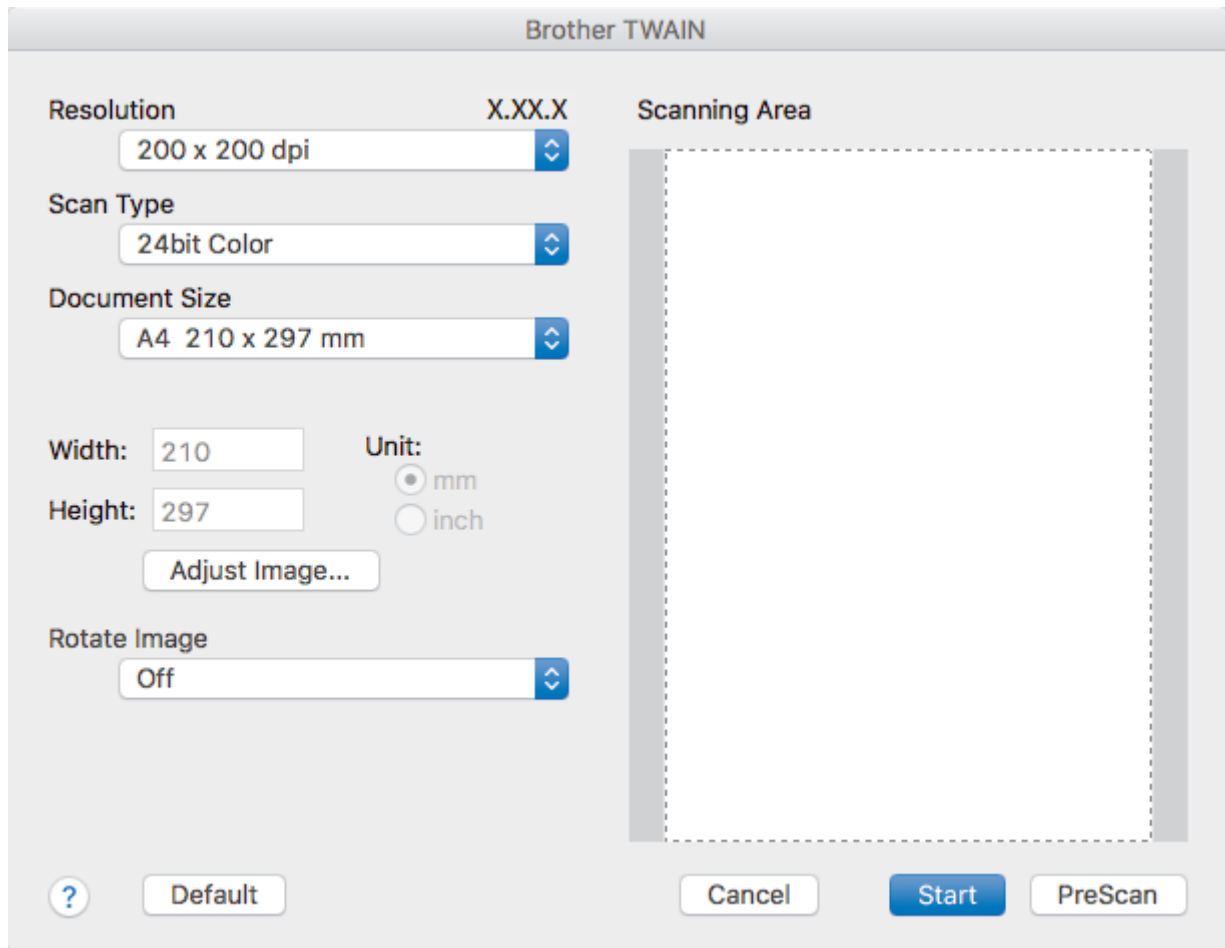 Brother TWAIN
Resolution X.XX.X
200 x 200 dpi
Scan Type
24bit Color
Document Size
A4 210 x 297 mm
Width: 210
Height: 297
Unit:
mm
inch
Adjust Image...
Rotate Image
Off
Scanning Area
? Default Cancel Start PreScan